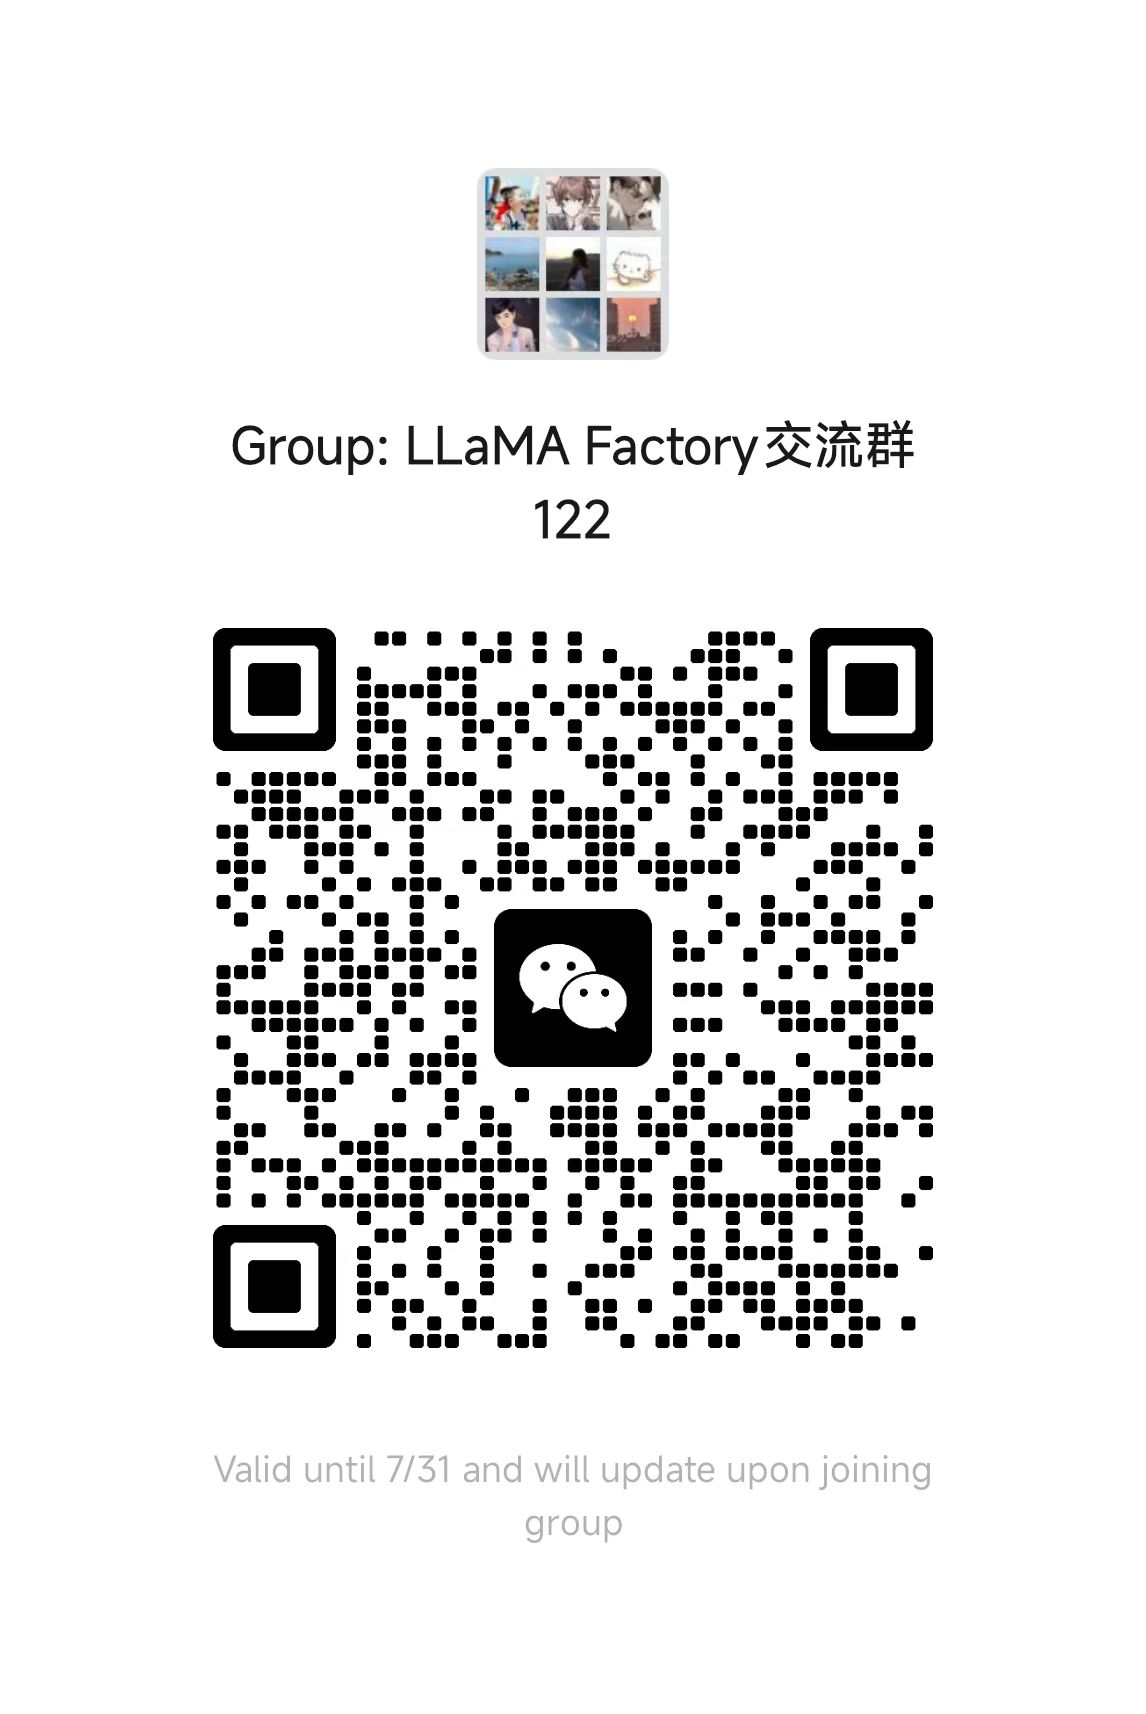 Group: LLaMA Factory交流群
122
Valid until 7/31 and will update upon joining
group